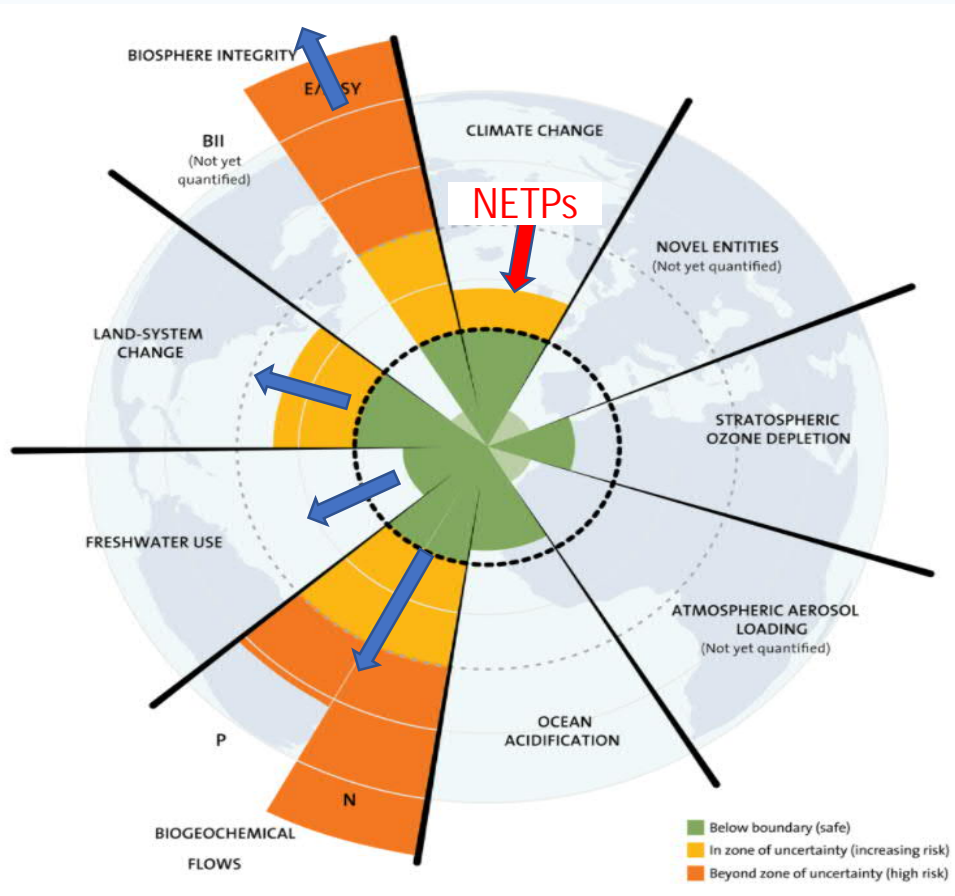 BIOSPHERE INTEGRITY
E/MSY
BII
(Not yet
quantified)
CLIMATE CHANGE
NETPs
NOVEL ENTITIES
(Not yet quantified)
LAND-SYSTEM
CHANGE
STRATOSPHERIC
OZONE DEPLETION
FRESHWATER USE
ATMOSPHERIC AEROSOL
LOADING
(Not yet quantified)
OCEAN
ACIDIFICATION
P
N
BIOGEOCHEMICAL
FLOWS
Below boundary (safe)
In zone of uncertainty (increasing risk)
Beyond zone of uncertainty (high risk)